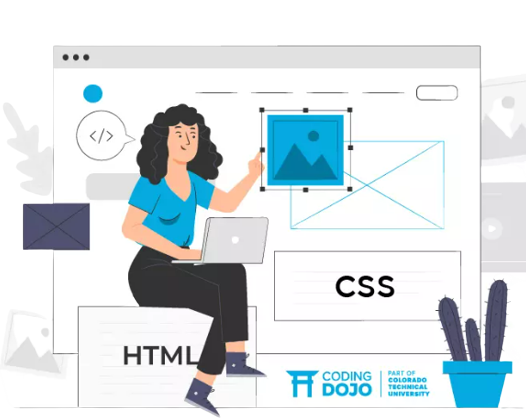 </>
CSS
HTML
CODING
DOJO
PART OF
COLORADO
TECHNICAL
UNIVERSITY